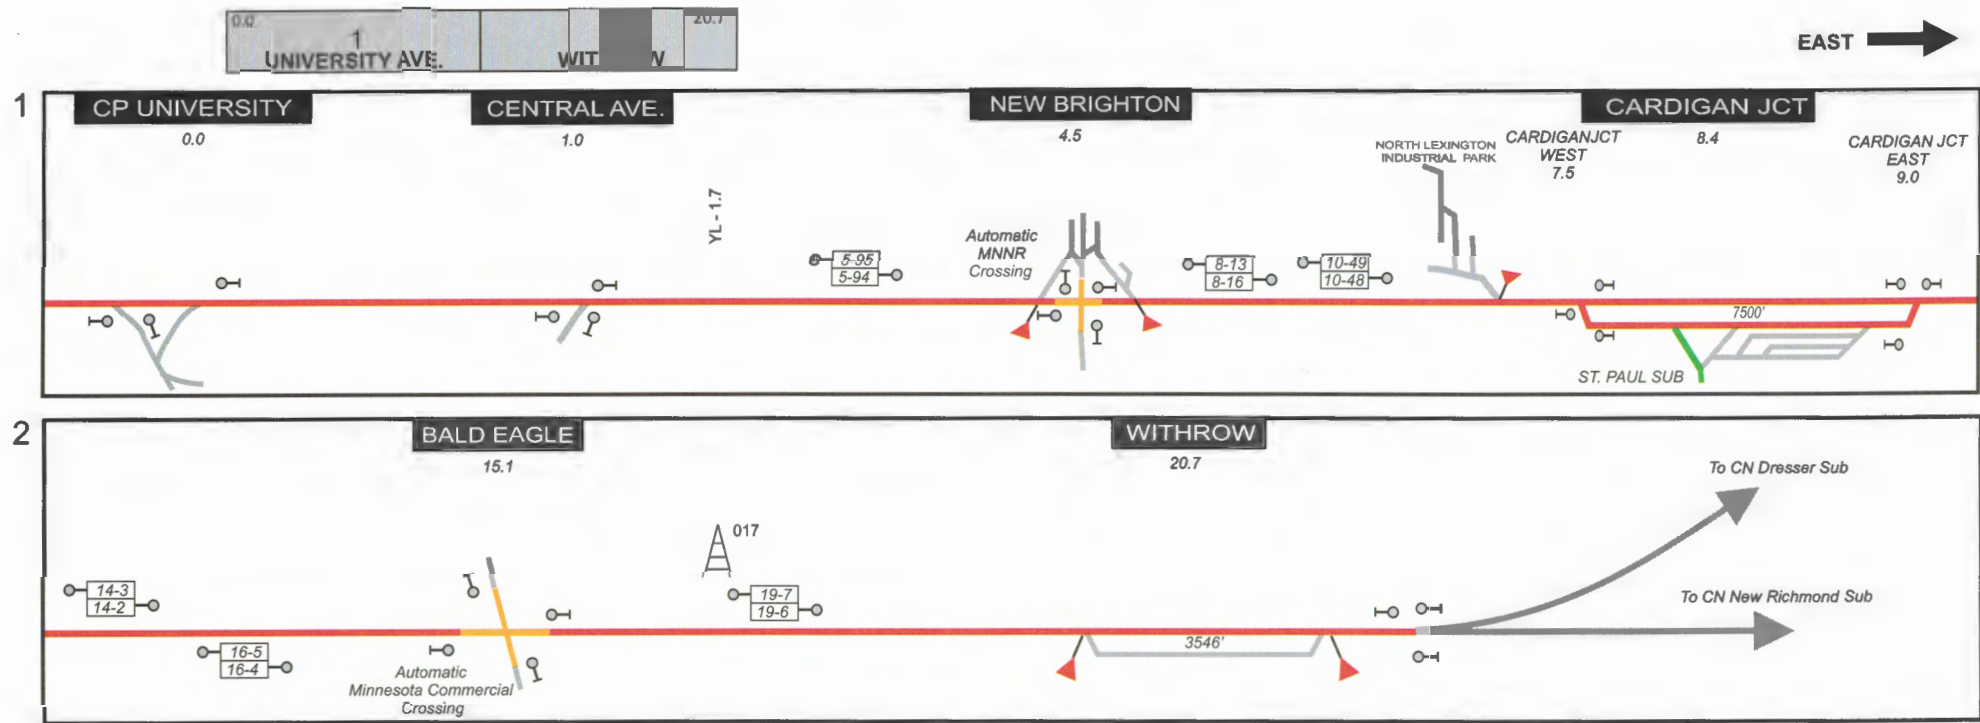 0.0 20.7
1
UNIVERSITY AVE.
EAST
1
CP UNIVERSITY
0.0
CENTRAL AVE.
1.0
NEW BRIGHTON
4.5
CARDIGAN JCT
8.4
NORTH LEXINGTON
INDUSTRIAL PARK
CARDIGANJCT
WEST
7.5
CARDIGAN JCT
EAST
9.0
YL - 1.7
5-95
5-94
Automatic
MNNR
Crossing
8-13
8-16
10-49
10-48
7500'
ST. PAUL SUB
2
BALD EAGLE
15.1
WITHROW
20.7
To CN Dresser Sub
017
14-3
14-2
19-7
19-6
To CN New Richmond Sub
16-5
16-4
3546'
Automatic
Minnesota Commercial
Crossing